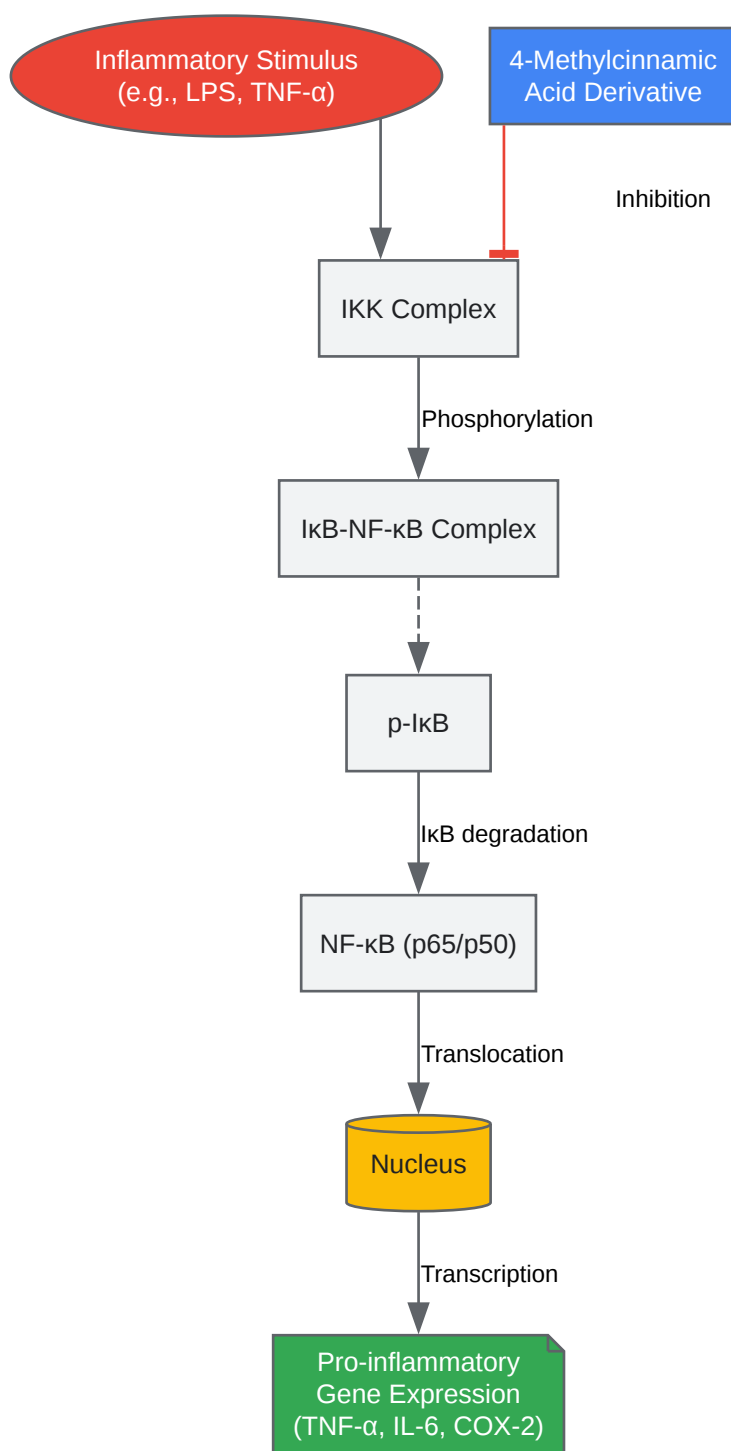 Inflammatory Stimulus
(e.g., LPS, TNF-α)
4-Methylcinnamic
Acid Derivative
Inhibition
IKK Complex
Phosphorylation
IκB-NF-κB Complex
p-IκB
IκB degradation
NF-κB (p65/p50)
Translocation
Nucleus
Transcription
Pro-inflammatory
Gene Expression
(TNF-α, IL-6, COX-2)